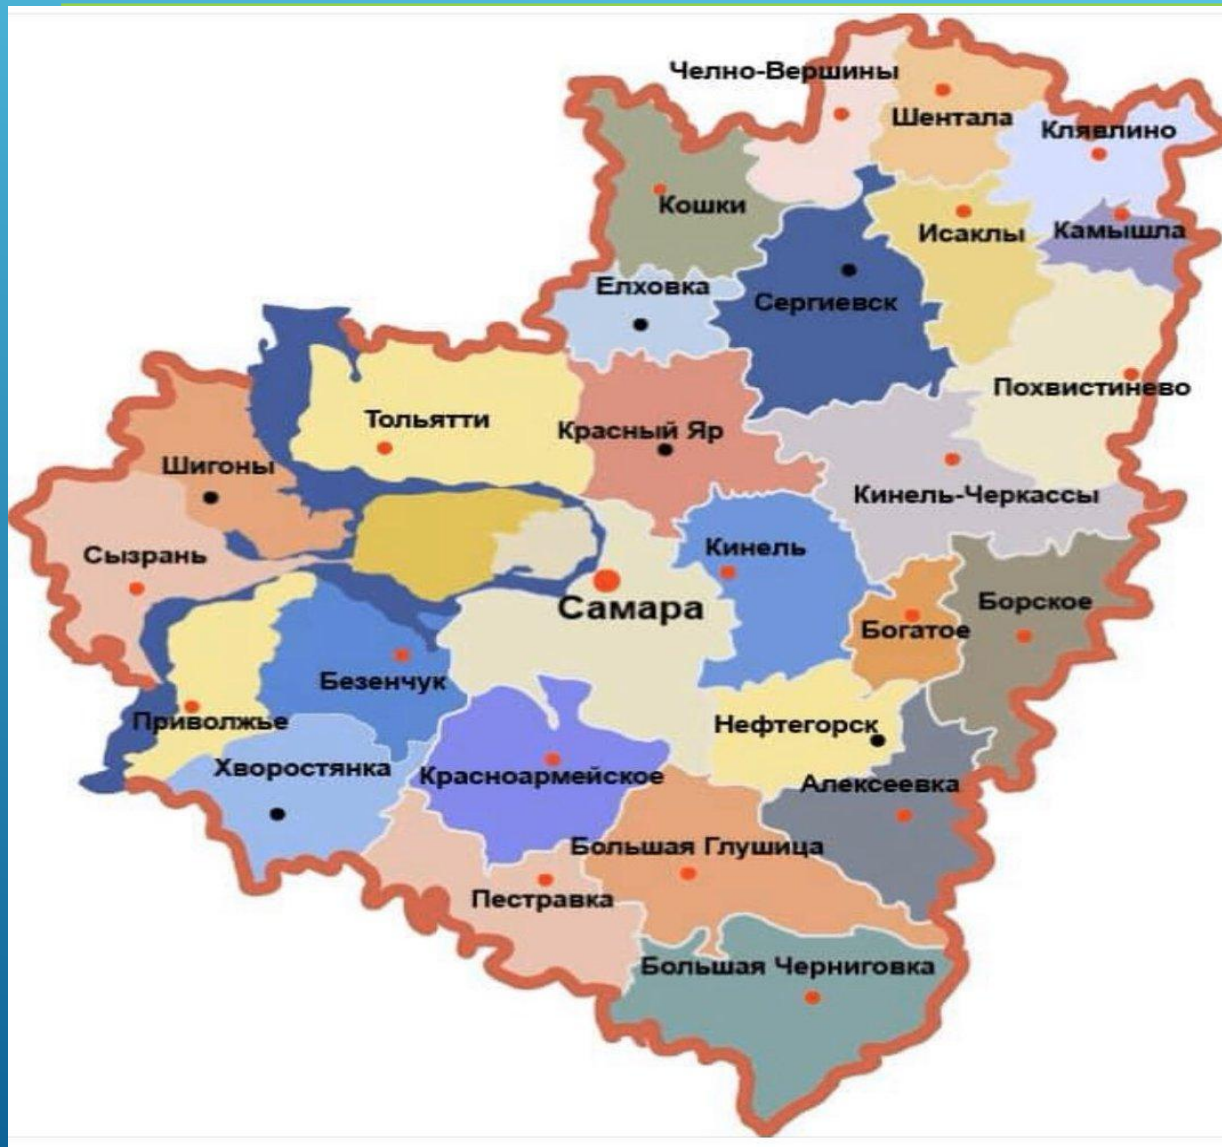 Челно-Вершины
Шентала
Клявлино
Кошки
Исаклы
Камышла
Елховка
Сергиевск
Похвистнево
Тольятти
Красный Яр
Шигоны
Кинель-Черкассы
Сызрань
Кинель
Самара
Борское
Богатое
Безенчук
Приволжье
Нефтегорск
Хворостянка
Красноармейское
Алексеевка
Большая Глушица
Пестравка
Большая Черниговка